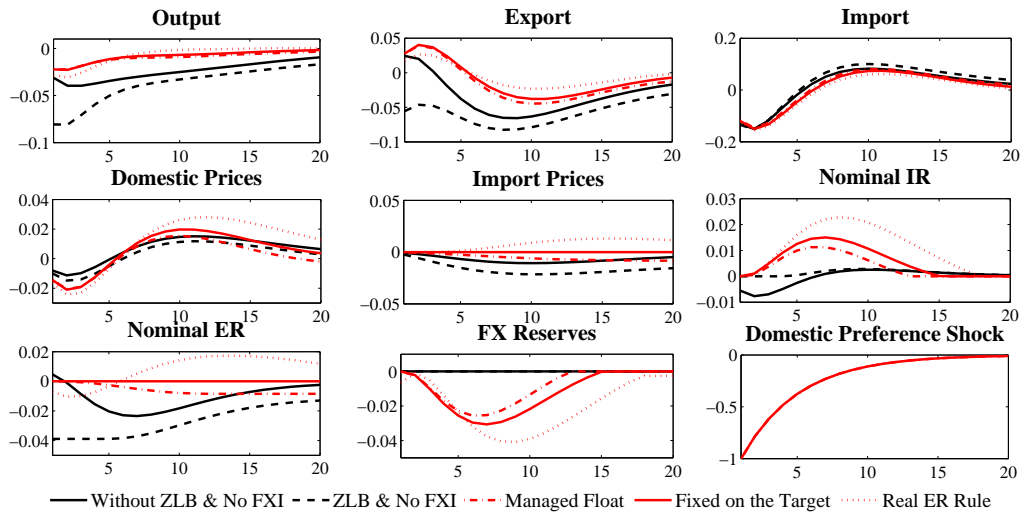 Output Export Import
0 −0.05 −0.1 5 10 15 20
0.05 0 −0.05 −0.1 5 10 15 20
0.2 0 −0.2 5 10 15 20
Domestic Prices Import Prices Nominal IR
0.04 0.02 0 −0.02 5 10 15 20
0.05 0 −0.05 5 10 15 20
0.03 0.02 0.01 0 −0.01 5 10 15 20
Nominal ER FX Reserves Domestic Preference Shock
0.02 0 −0.02 −0.04 5 10 15 20
0 −0.02 −0.04 5 10 15 20
0 −0.5 −1 5 10 15 20
Without ZLB & No FXI ZLB & No FXI Managed Float Fixed on the Target Real ER Rule